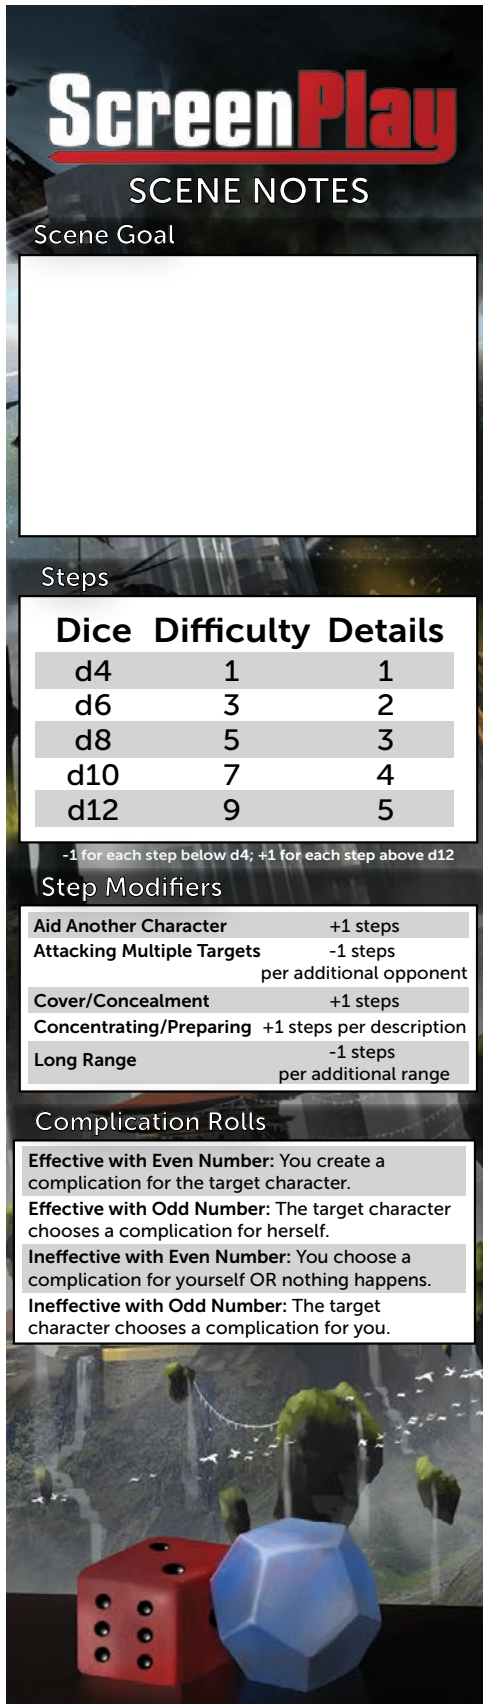 ScreenPlay
SCENE NOTES
Scene Goal
Steps
Dice Difficulty Details
d4 1 1
d6 3 2
d8 5 3
d10 7 4
d12 9 5
-1 for each step below d4; +1 for each step above d12
Step Modifiers
Aid Another Character +1 steps
Attacking Multiple Targets -1 steps
per additional opponent
Cover/Concealment +1 steps
Concentrating/Preparing +1 steps per description
Long Range -1 steps
per additional range
Complication Rolls
Effective with Even Number: You create a
complication for the target character.
Effective with Odd Number: The target character
chooses a complication for herself.
Ineffective with Even Number: You choose a
complication for yourself OR nothing happens.
Ineffective with Odd Number: The target
character chooses a complication for you.